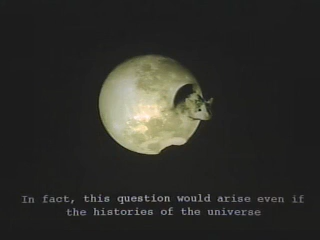 In fact, this question would arise even if
the histories of the universe